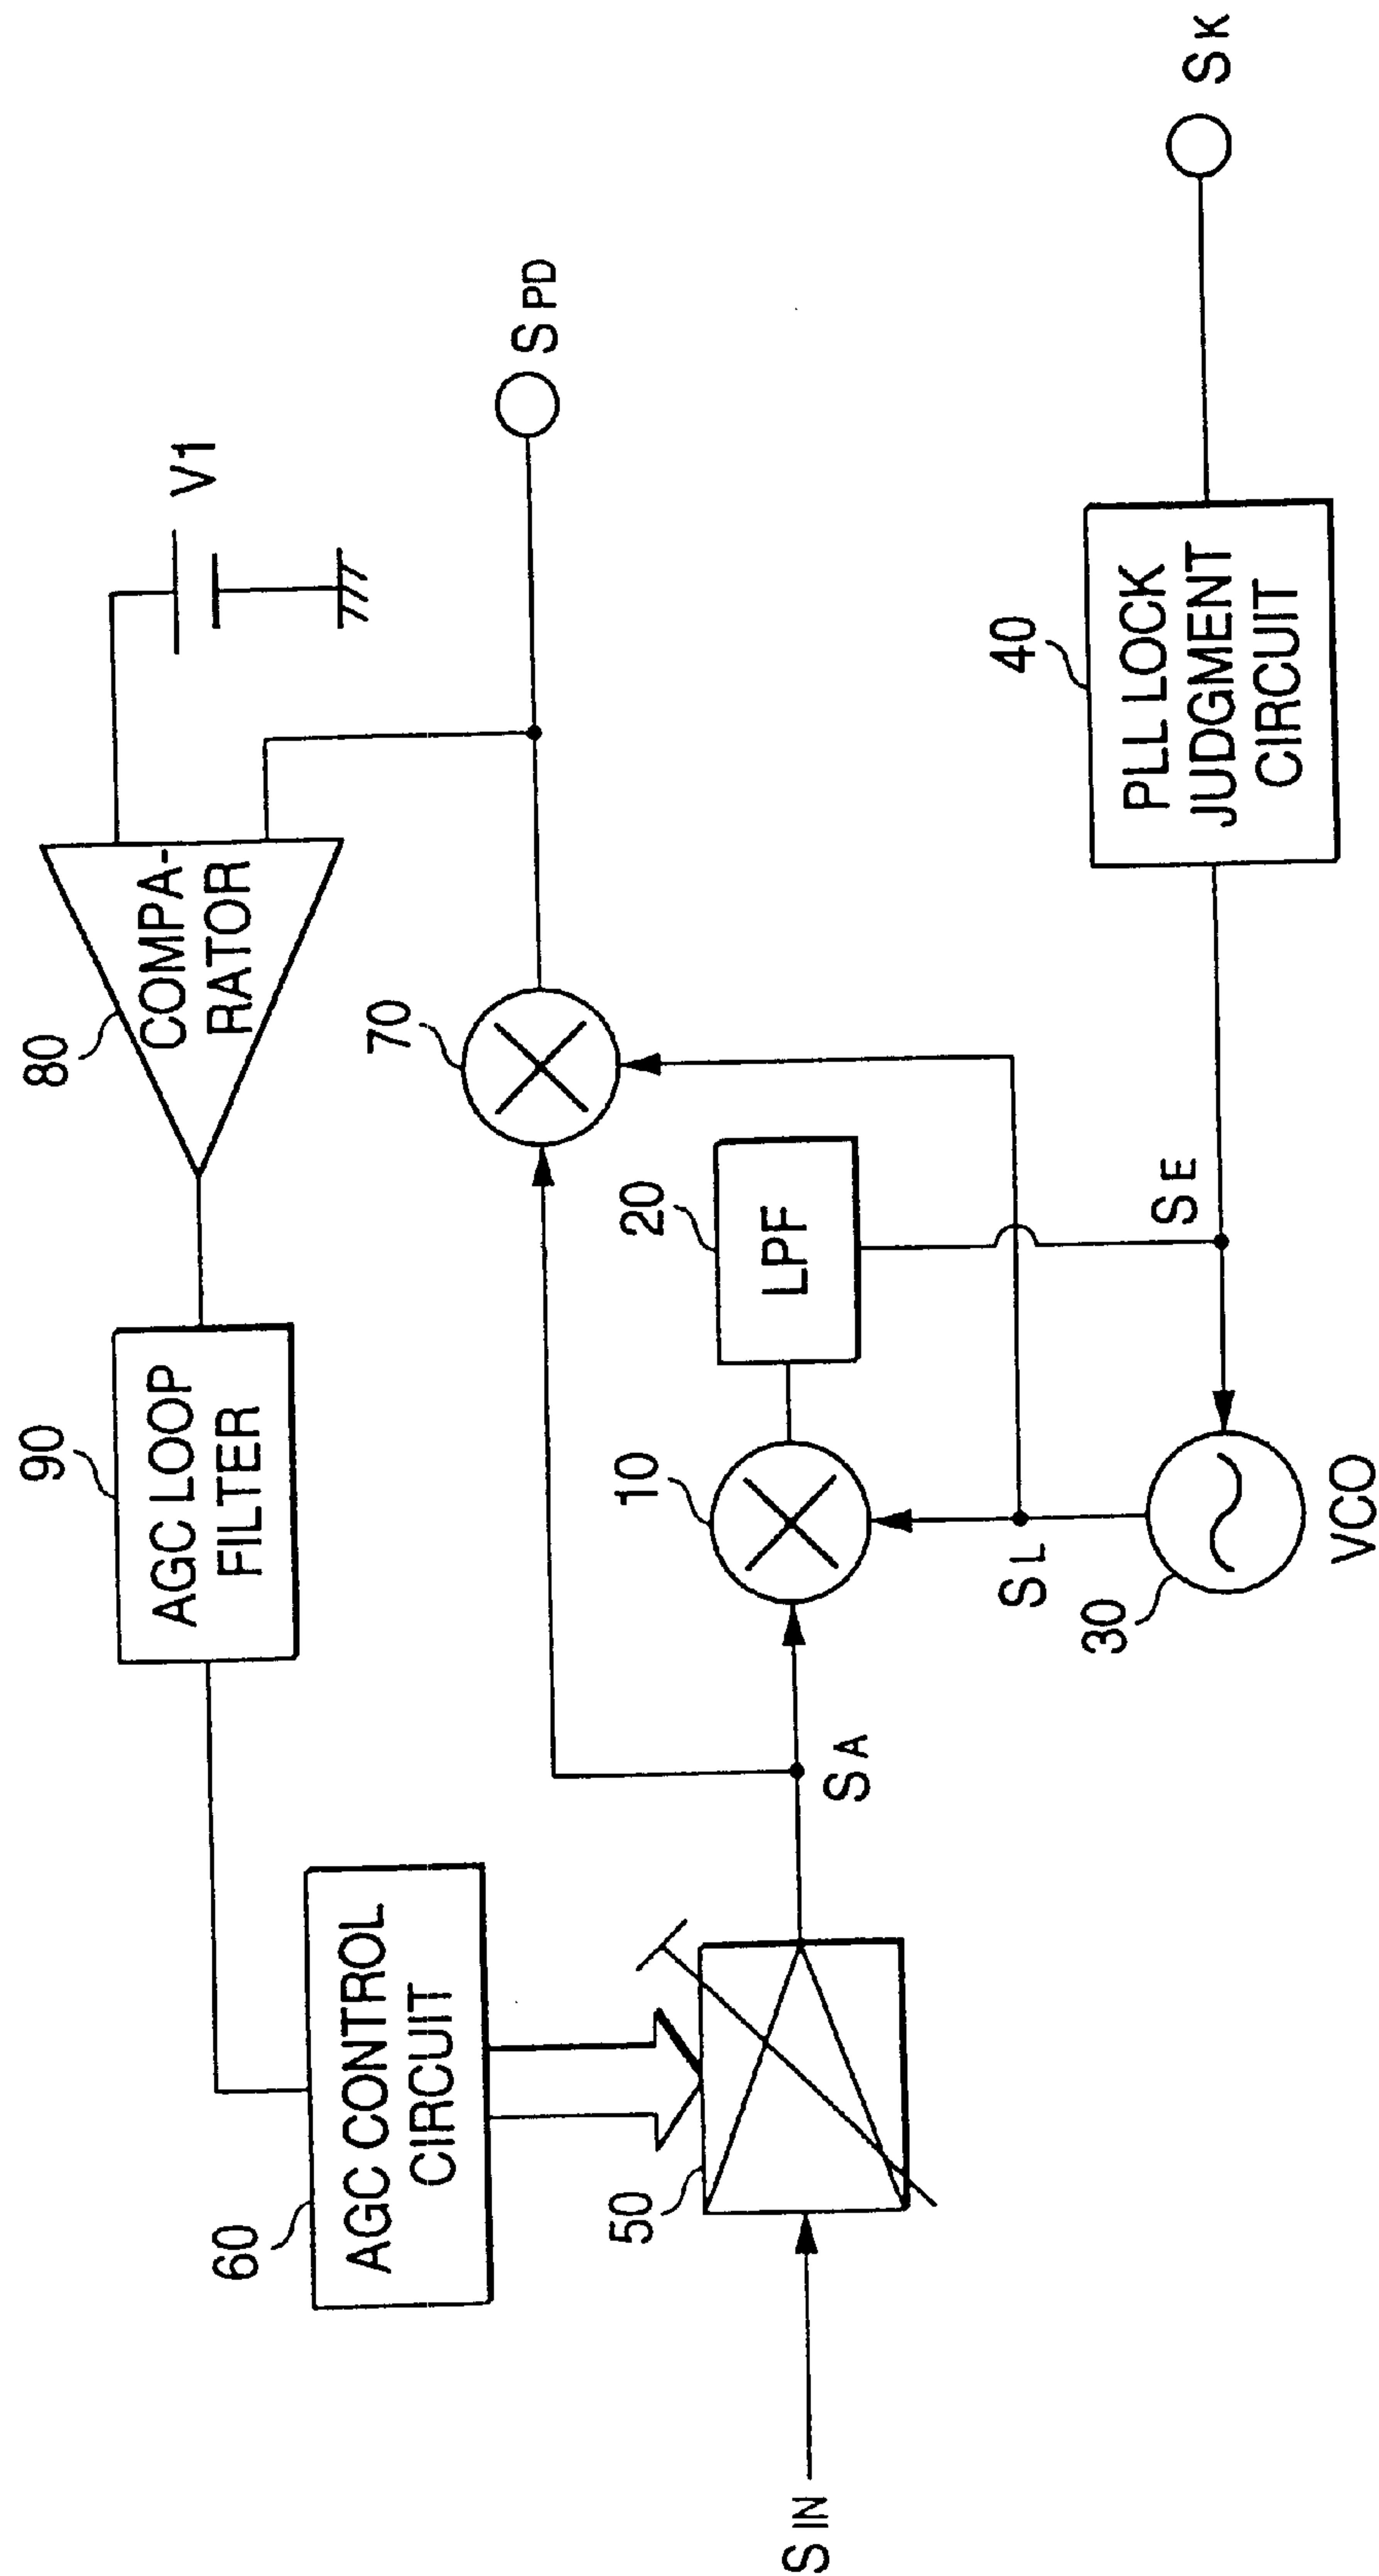 90
AGC LOOP
FILTER
80
COMPA-
RATOR
V1
60
AGC CONTROL
CIRCUIT
70
SPD
50
SIN
SA
10
20
LPF
SL
30
VCO
SE
40
PLL LOCK
JUDGMENT
CIRCUIT
SK